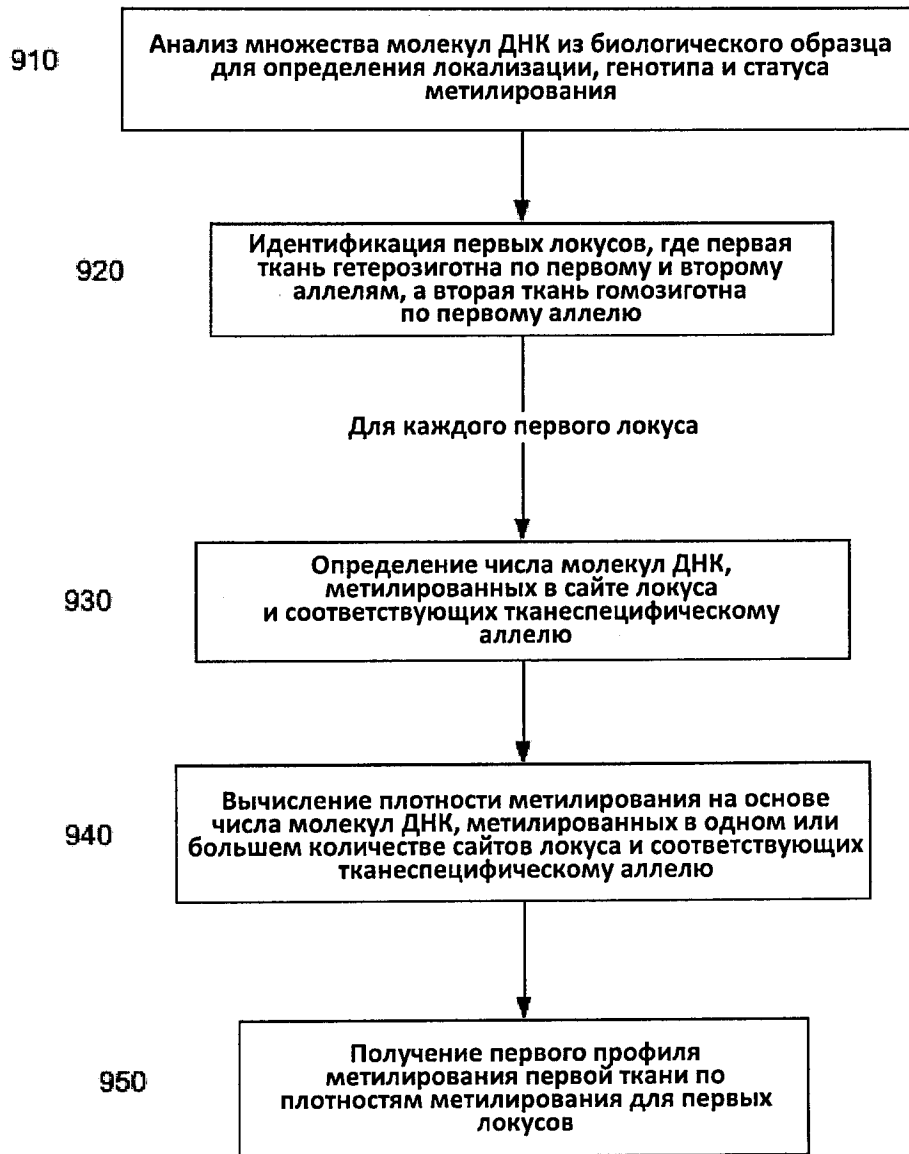 910
Анализ множества молекул ДНК из биологического образца
для определения локализации, генотипа и статуса
метилирования
920
Идентификация первых локусов, где первая
ткань гетерозиготна по первому и второму
аллелям, а вторая ткань гомозиготна
по первому аллелю
Для каждого первого локуса
930
Определение числа молекул ДНК,
метилированных в сайте локуса
и соответствующих тканеспецифическому
аллелю
940
Вычисление плотности метилирования на основе
числа молекул ДНК, метилированных в одном или
большем количестве сайтов локуса и соответствующих
тканеспецифическому аллелю
950
Получение первого профиля
метилирования первой ткани по
плотностям метилирования для первых
локусов